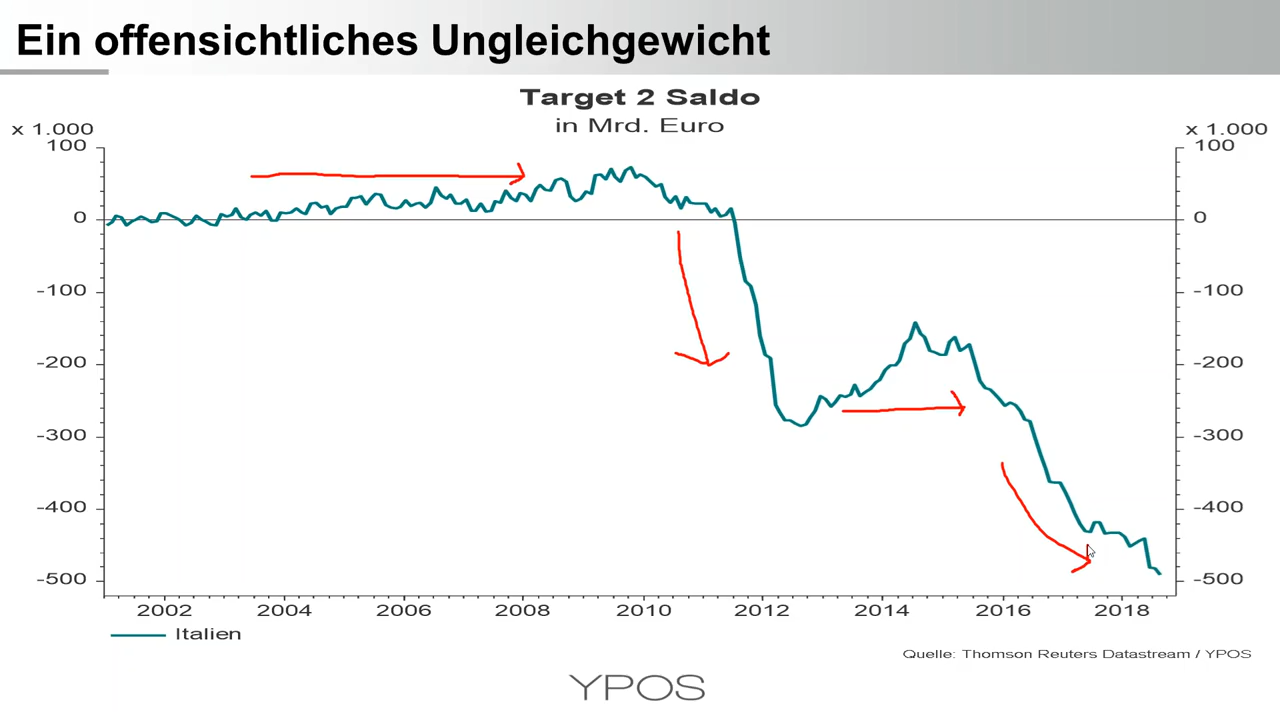 Ein offensichtliches Ungleichgewicht
Target 2 Saldo
in Mrd. Euro
x 1.000
x 1.000
100
100
0
0
-100
-100
-200
-200
-300
-300
-400
-400
-500
-500
2002 2004 2006 2008 2010 2012 2014 2016 2018
Italien
Quelle: Thomson Reuters Datastream / YPOS
YPOS